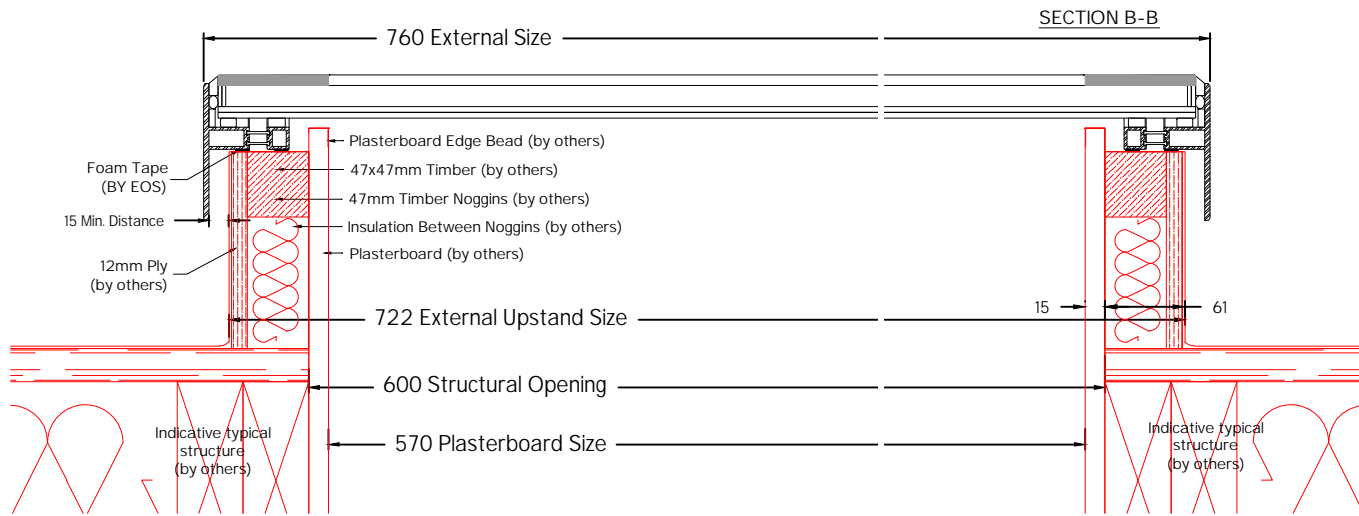 SECTION B-B
760 External Size
Plasterboard Edge Bead (by others)
Foam Tape
(BY EOS)
47x47mm Timber (by others)
47mm Timber Noggins (by others)
15 Min. Distance
Insulation Between Noggins (by others)
12mm Ply
(by others)
Plasterboard (by others)
722 External Upstand Size
15
61
600 Structural Opening
570 Plasterboard Size
Indicative typical
structure
(by others)
Indicative typical
structure
(by others)